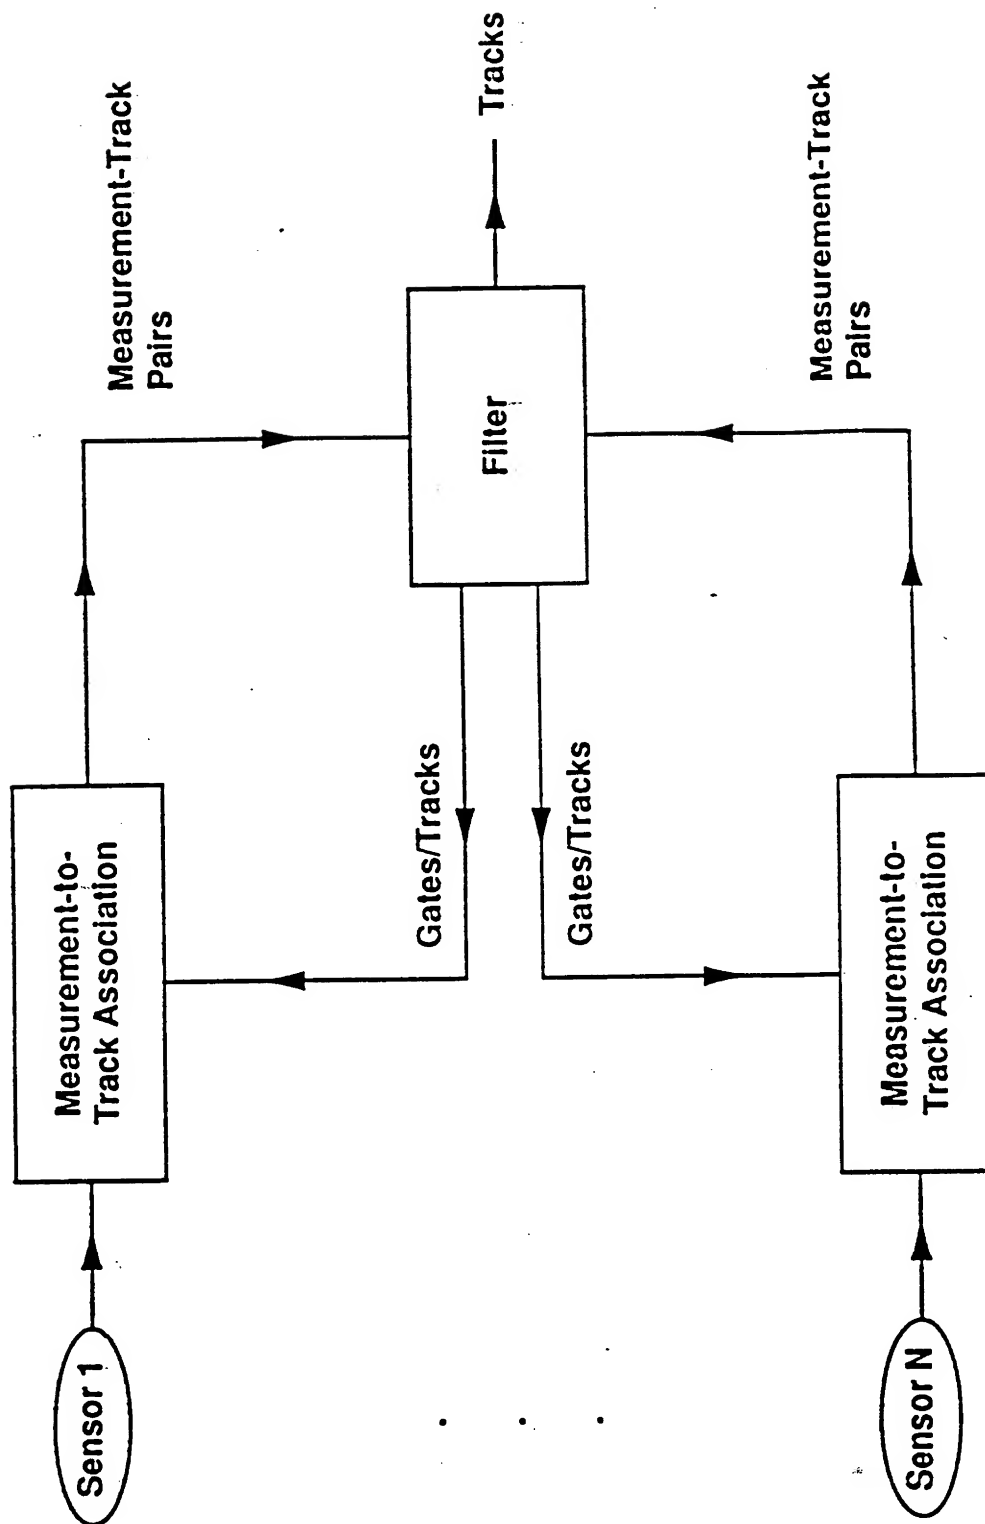 Sensor 1
Measurement-to-
Track Association
Measurement-Track
Pairs
Gates/Tracks
Filter
Tracks
Gates/Tracks
Sensor N
Measurement-to-
Track Association
Measurement-Track
Pairs